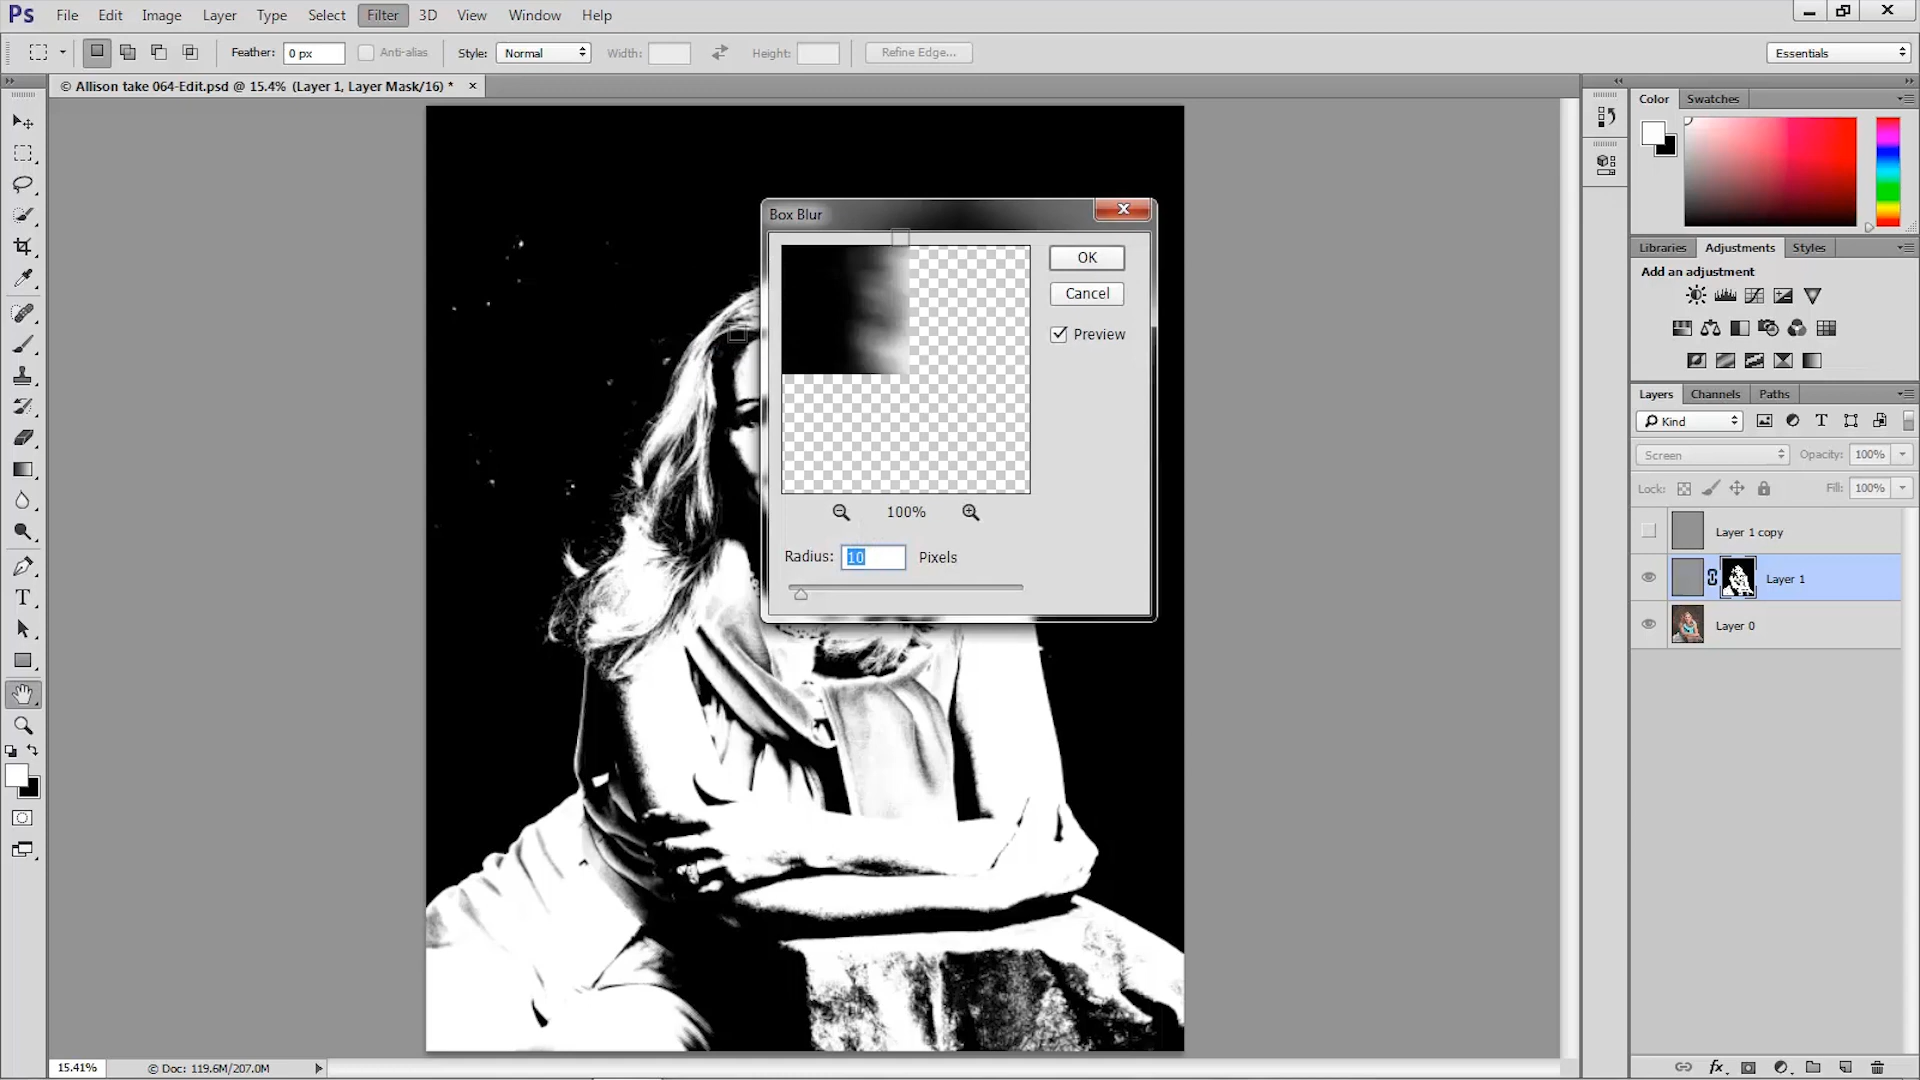 Ps File Edit Image Layer Type Select Filter 3D View Window Help
Feather: 0 px Anti-alias Style: Normal Width: Height: Refine Edge... Essentials
© Allison take 064-Edit.psd @ 15.4% (Layer 1, Layer Mask/16) * ×
Color Swatches
Libraries Adjustments Styles
Add an adjustment
Box Blur
OK
Cancel
Preview
100%
Radius: 10 Pixels
Layers Channels Paths
Kind
Screen Opacity: 100%
Lock: Fill: 100%
Layer 1 copy
Layer 1
Layer 0
15.41% © Doc: 119.6M/207.0M